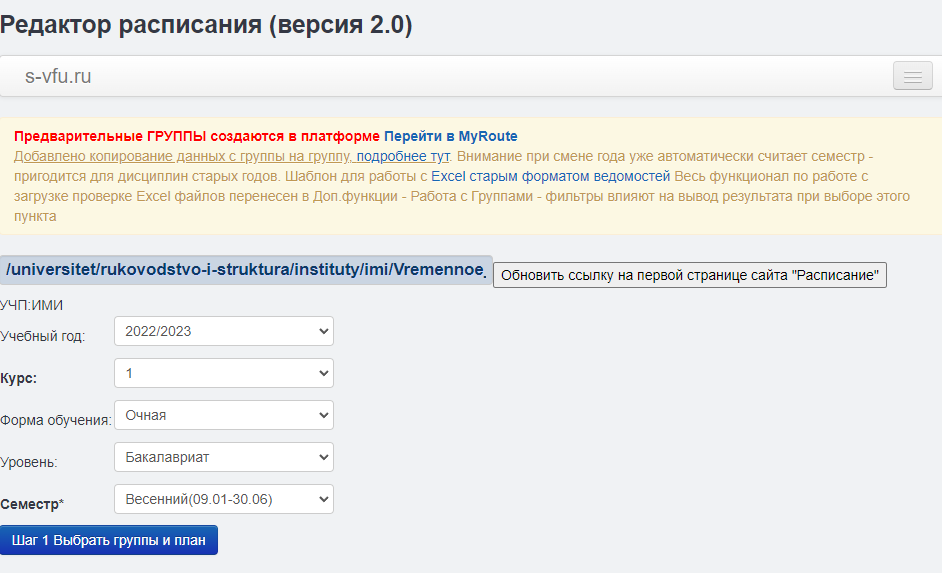 Редактор расписания (версия 2.0)
s-vfu.ru
Предварительные ГРУППЫ создаются в платформе Перейти в MyRoute
Добавлено копирование данных с группы на группу, подробнее тут. Внимание при смене года уже автоматически считает семестр -
пригодится для дисциплин старых годов. Шаблон для работы с Excel старым форматом ведомостей Весь функционал по работе с
загрузке проверке Excel файлов перенесен в Доп.функции - Работа с Группами - фильтры влияют на вывод результата при выборе этого
пункта
/universitet/rukovodstvo-i-struktura/instituty/imi/Vremennoe_ Обновить ссылку на первой странице сайта "Расписание"
УЧП:ИМИ
Учебный год: 2022/2023
Курс: 1
Форма обучения: Очная
Уровень: Бакалавриат
Семестр* Весенний(09.01-30.06)
Шаг 1 Выбрать группы и план